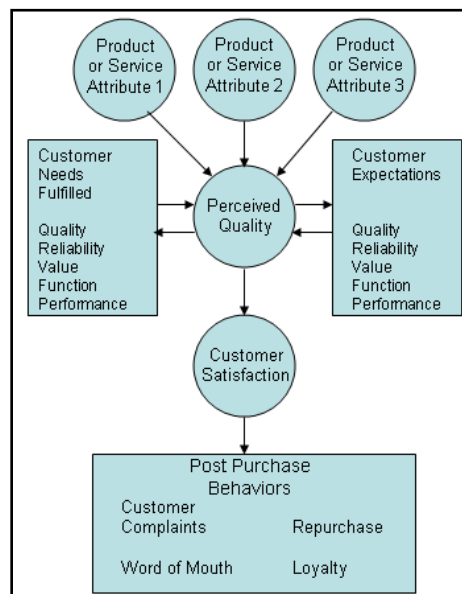 Product
or Service
Attribute 1
Product
or Service
Attribute 2
Product
or Service
Attribute 3
Customer
Needs
Fulfilled
Quality
Reliability
Value
Function
Performance
Perceived
Quality
Customer
Expectations
Quality
Reliability
Value
Function
Performance
Customer
Satisfaction
Post Purchase
Behaviors
Customer
Complaints
Repurchase
Word of Mouth
Loyalty